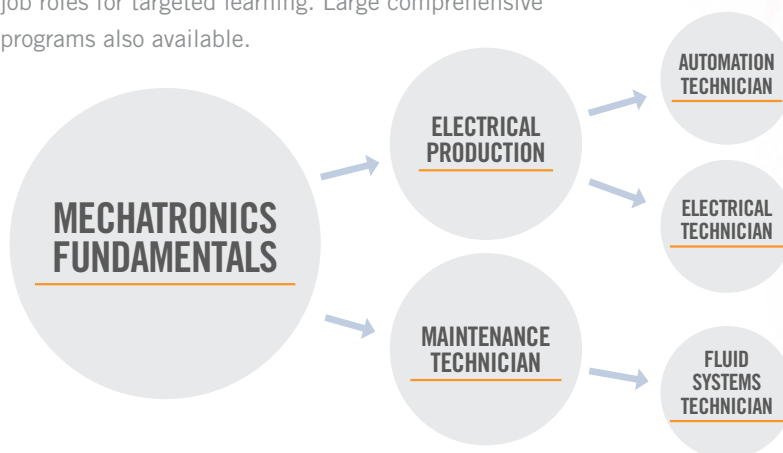 job roles for targeted learning. Large comprehensive
programs also available.
MECHATRONICS
FUNDAMENTALS
ELECTRICAL
PRODUCTION
MAINTENANCE
TECHNICIAN
AUTOMATION
TECHNICIAN
ELECTRICAL
TECHNICIAN
FLUID
SYSTEMS
TECHNICIAN